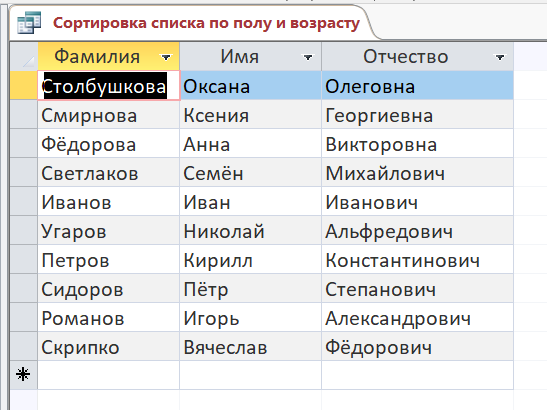 Сортировка списка по полу и возрасту
Фамилия Имя Отчество
Столбушкова Оксана Олеговна
Смирнова Ксения Георгиевна
Фёдорова Анна Викторовна
Светлаков Семён Михайлович
Иванов Иван Иванович
Угаров Николай Альфредович
Петров Кирилл Константинович
Сидоров Пётр Степанович
Романов Игорь Александрович
Скрипко Вячеслав Фёдорович